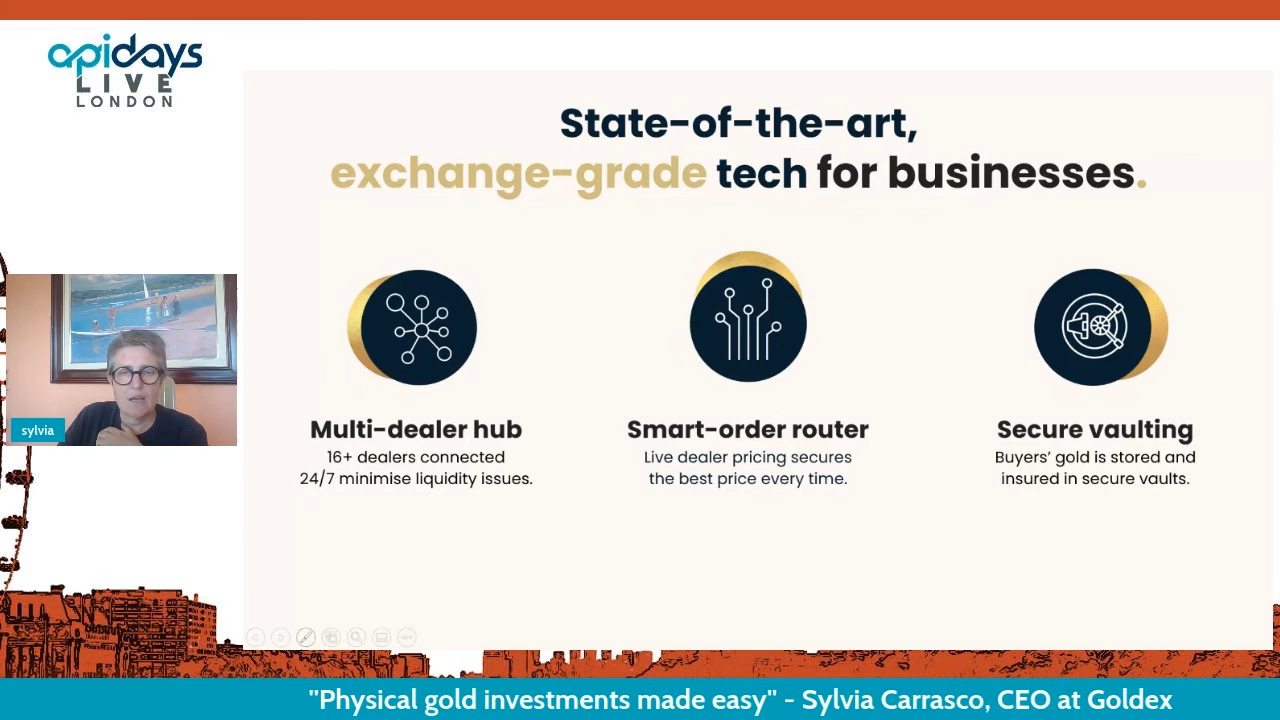 apidays
LIVE
LONDON
State-of-the-art,
exchange-grade tech for businesses.
Multi-dealer hub
16+ dealers connected
24/7 minimise liquidity issues.
Smart-order router
Live dealer pricing secures
the best price every time.
Secure vaulting
Buyers’ gold is stored and
insured in secure vaults.
sylvia
"Physical gold investments made easy" - Sylvia Carrasco, CEO at Goldex